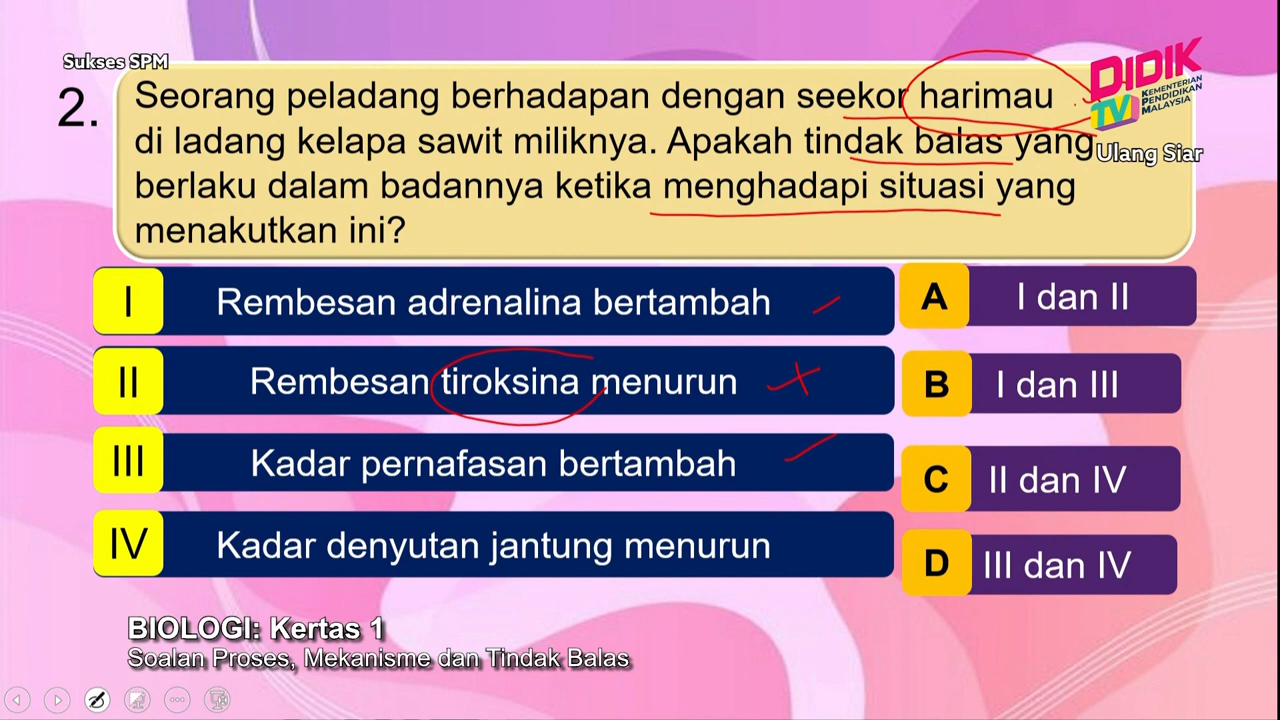 Sukses SPM
2.
Seorang peladang berhadapan dengan seekor harimau
di ladang kelapa sawit miliknya. Apakah tindak balas yang
berlaku dalam badannya ketika menghadapi situasi yang
menakutkan ini?
DIDIK
TV
KEMENTERIAN
PENDIDIKAN
MALAYSIA
Ulang Siar
I Rembesan adrenalina bertambah
II Rembesan tiroksina menurun
III Kadar pernafasan bertambah
IV Kadar denyutan jantung menurun
A I dan II
B I dan III
C II dan IV
D III dan IV
BIOLOGI: Kertas 1
Soalan Proses, Mekanisme dan Tindak Balas